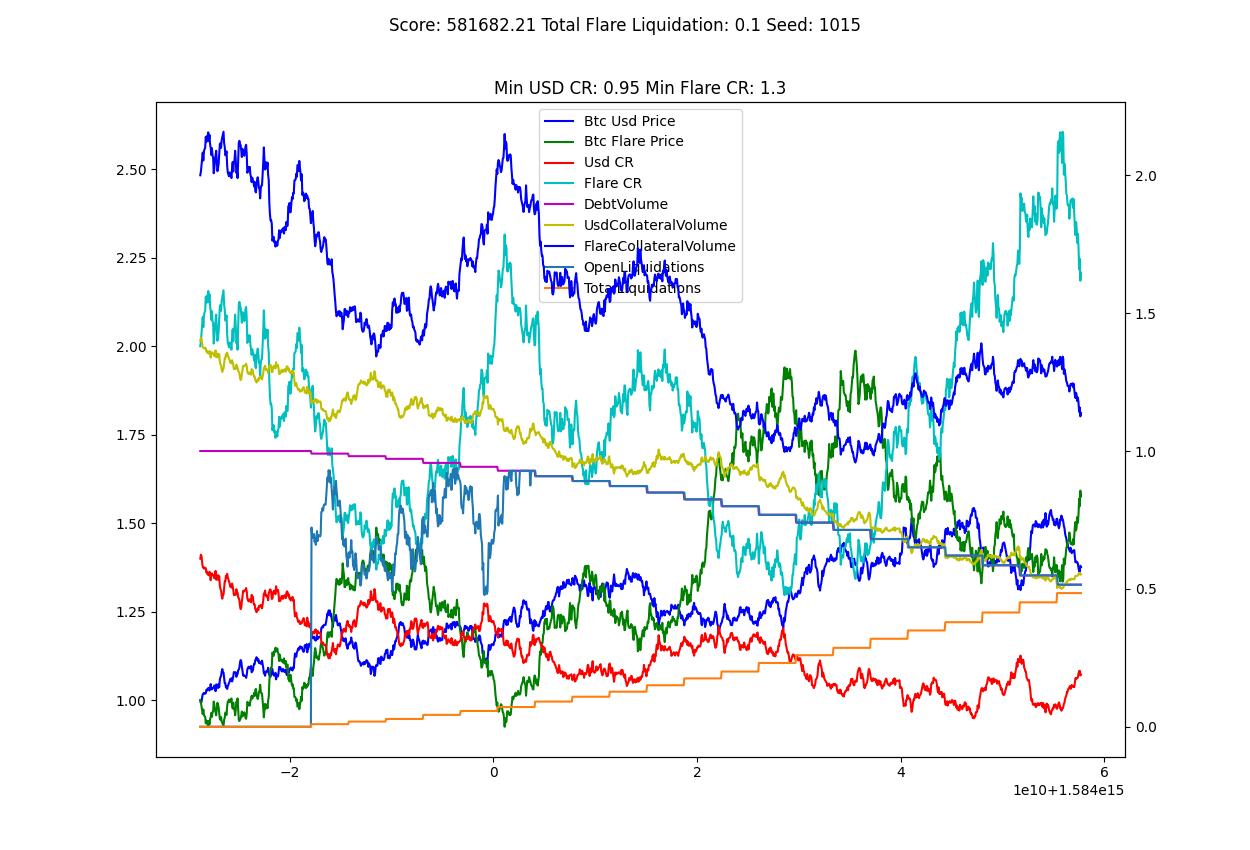 Score: 581682.21 Total Flare Liquidation: 0.1 Seed: 1015
Min USD CR: 0.95 Min Flare CR: 1.3
Btc Usd Price
Btc Flare Price
Usd CR
Flare CR
DebtVolume
UsdCollateralVolume
FlareCollateralVolume
OpenLiquidations
TotalLiquidations
2.50
2.25
2.00
1.75
1.50
1.25
1.00
2.0
1.5
1.0
0.5
0.0
−2
0
2
4
6
1e10+1.584e15